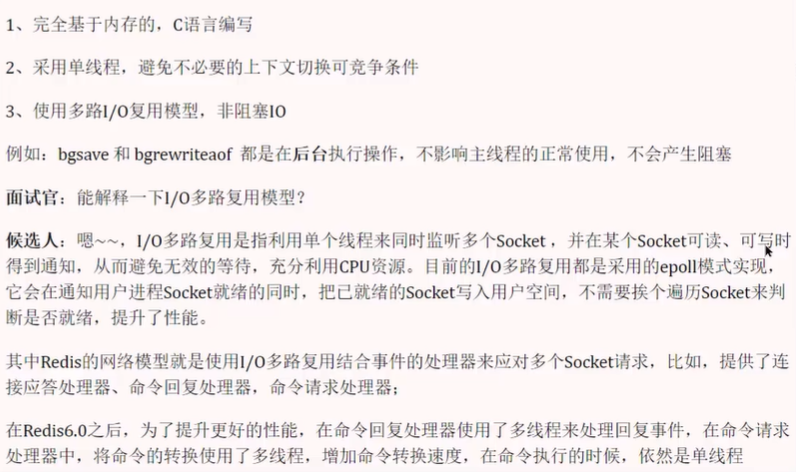 1、完全基于内存的，C语言编写
2、采用单线程，避免不必要的上下文切换可竞争条件
3、使用多路I/O复用模型，非阻塞IO
例如：bgsave 和 bgrewriteaof 都是在后台执行操作，不影响主线程的正常使用，不会产生阻塞
面试官：能解释一下I/O多路复用模型？
候选人：嗯~~，I/O多路复用是指利用单个线程来同时监听多个Socket ，并在某个Socket可读、可写时
得到通知，从而避免无效的等待，充分利用CPU资源。目前的I/O多路复用都是采用的epoll模式实现，
它会在通知用户进程Socket就绪的同时，把已就绪的Socket写入用户空间，不需要挨个遍历Socket来判
断是否就绪，提升了性能。
其中Redis的网络模型就是使用I/O多路复用结合事件的处理器来应对多个Socket请求，比如，提供了连
接应答处理器、命令回复处理器，命令请求处理器；
在Redis6.0之后，为了提升更好的性能，在命令回复处理器使用了多线程来处理回复事件，在命令请求
处理器中，将命令的转换使用了多线程，增加命令转换速度，在命令执行的时候，依然是单线程